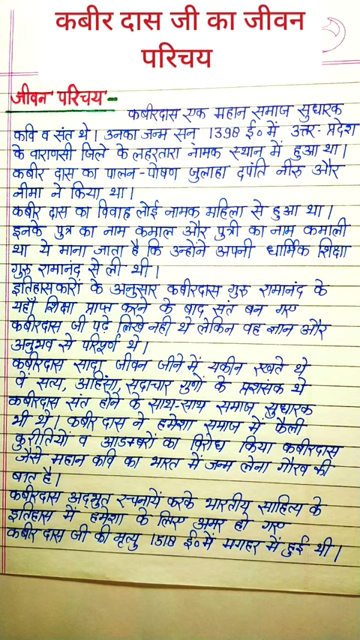 कबीर दास जी का जीवन
परिचय
जीवन परिचय -
कबीरदास एक महान समाज सुधारक
कवि व संत थे। उनका जन्म सन् 1398 ई० में उत्तर-प्रदेश
के वाराणसी जिले के लहरतारा नामक स्थान में हुआ था।
कबीर दास का पालन-पोषण जुलाहा दंपति नीरू और
नीमा ने किया था।
कबीर दास का विवाह लोई नामक महिला से हुआ था।
इनके पुत्र का नाम कमाल और पुत्री का नाम कमाली
था ये माना जाता है कि उन्होंने अपनी धार्मिक शिक्षा
गुरु रामानंद से ली थी।
इतिहासकारों के अनुसार कबीरदास गुरु रामानंद के
यहाँ शिक्षा प्राप्त करने के बाद संत बन गए
कबीरदास जी पढ़े लिखे नही थे लेकिन वह ज्ञान और
अनुभव से परिपूर्ण थे।
कबीरदास सादा जीवन जीने में यकीन रखते थे
वे सत्य, अहिंसा, सदाचार गुणों के प्रशंसक थे
कबीरदास संत होने के साथ-साथ समाज सुधारक
भी थे। कबीर दास ने हमेशा समाज में फैली
कुरीतियों व आडम्बरों का विरोध किया कबीरदास
जैसे महान कवि का भारत में जन्म लेना गौरव की
बात है।
कबीरदास अद्भुत रचनायें करके भारतीय साहित्य के
इतिहास में हमेशा के लिए अमर हो गए
कबीर दास जी की मृत्यु 1518 ई० में मगहर में हुई थी।